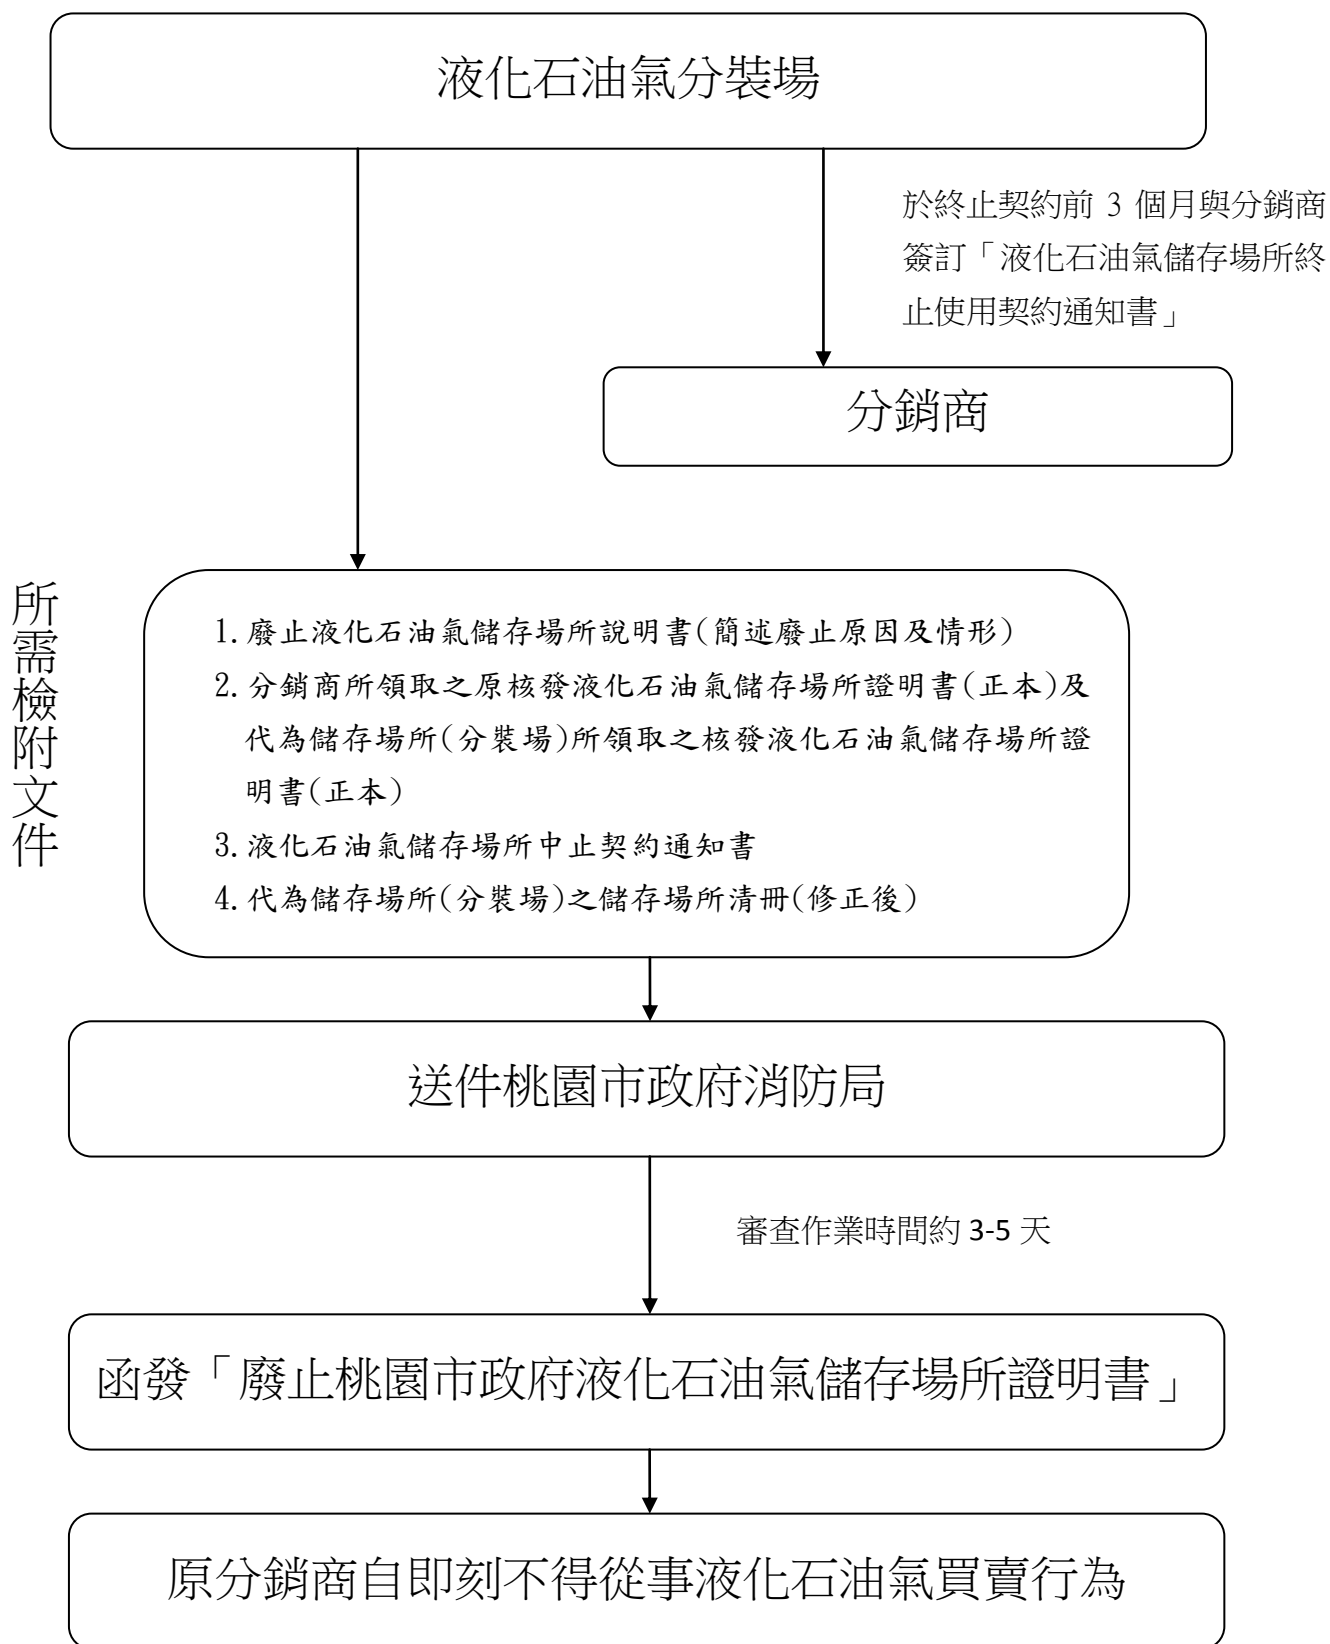 液化石油氣分裝場
於終止契約前 3 個月與分銷商
簽訂「液化石油氣儲存場所終
止使用契約通知書」
分銷商
所需檢附文件
1.廢止液化石油氣儲存場所說明書(簡述廢止原因及情形)
2.分銷商所領取之原核發液化石油氣儲存場所證明書(正本)及
代為儲存場所(分裝場)所領取之核發液化石油氣儲存場所證
明書(正本)
3.液化石油氣儲存場所中止契約通知書
4.代為儲存場所(分裝場)之儲存場所清冊(修正後)
送件桃園市政府消防局
審查作業時間約 3-5 天
函發「廢止桃園市政府液化石油氣儲存場所證明書」
原分銷商自即刻不得從事液化石油氣買賣行為